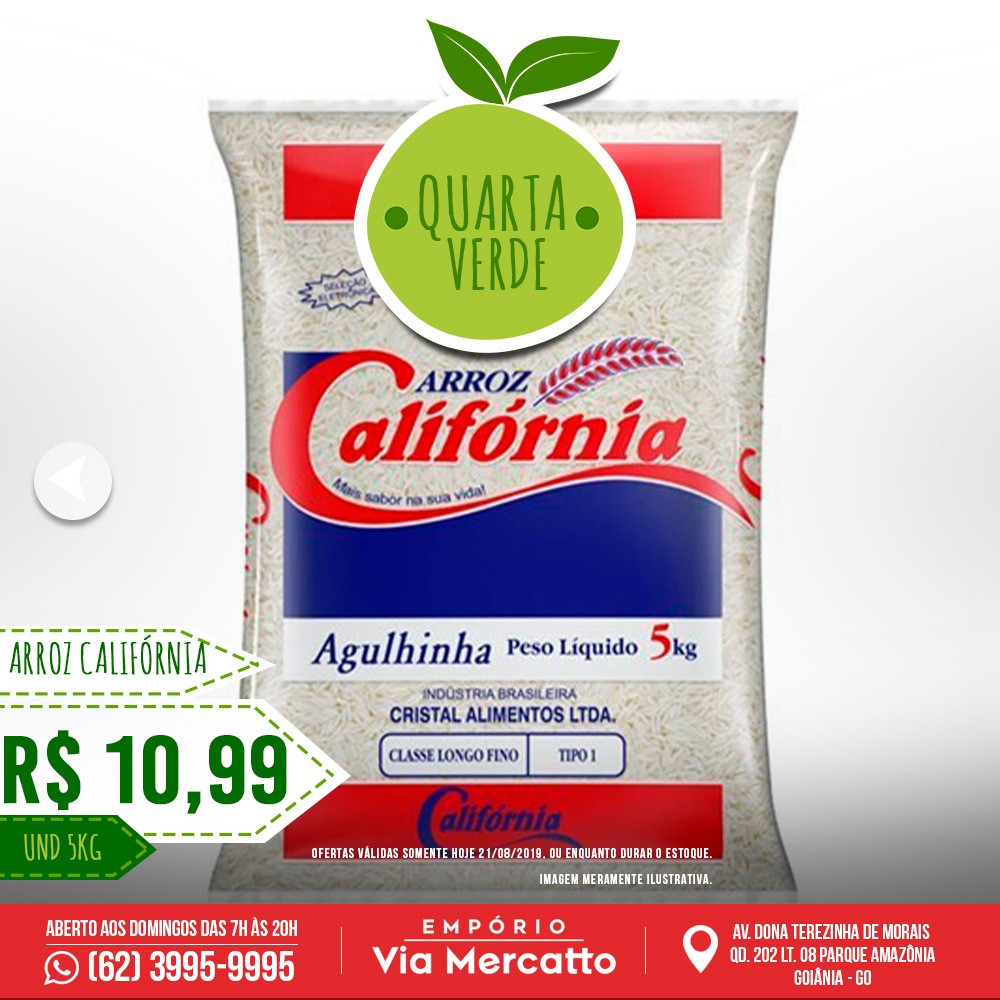 QUARTA
VERDE
SELEÇÃO
ELETRÔNICA
ARROZ
Califórnia
Mais sabor na sua vida!
Agulhinha Peso Líquido 5kg
INDÚSTRIA BRASILEIRA
CRISTAL ALIMENTOS LTDA.
CLASSE LONGO FINO TIPO 1
Califórnia
ARROZ CALIFÓRNIA
R$ 10,99
UND 5KG
OFERTAS VÁLIDAS SOMENTE HOJE 21/08/2019, OU ENQUANTO DURAR O ESTOQUE.
IMAGEM MERAMENTE ILUSTRATIVA.
ABERTO AOS DOMINGOS DAS 7H ÀS 20H
(62) 3995-9995
EMPÓRIO
Via Mercatto
AV. DONA TEREZINHA DE MORAIS
QD. 202 LT. 08 PARQUE AMAZÔNIA
GOIÂNIA - GO